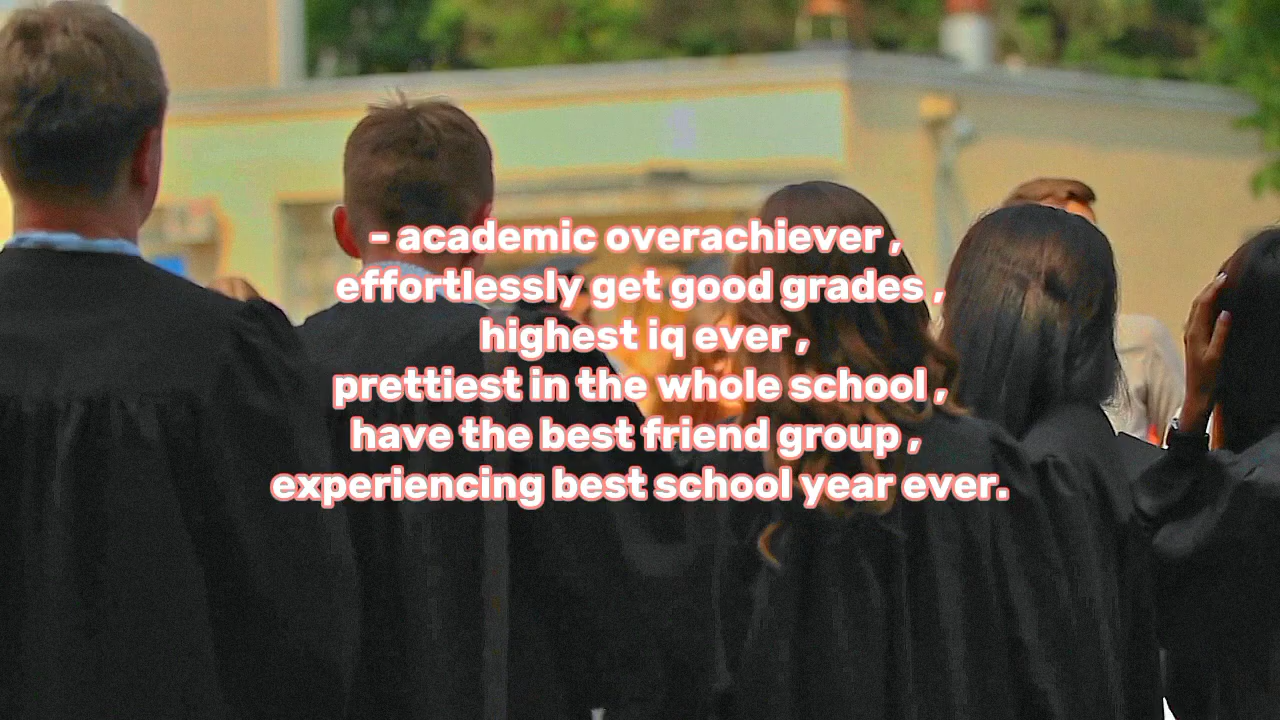 - academic overachiever ,
effortlessly get good grades ,
highest iq ever ,
prettiest in the whole school ,
have the best friend group ,
experiencing best school year ever.